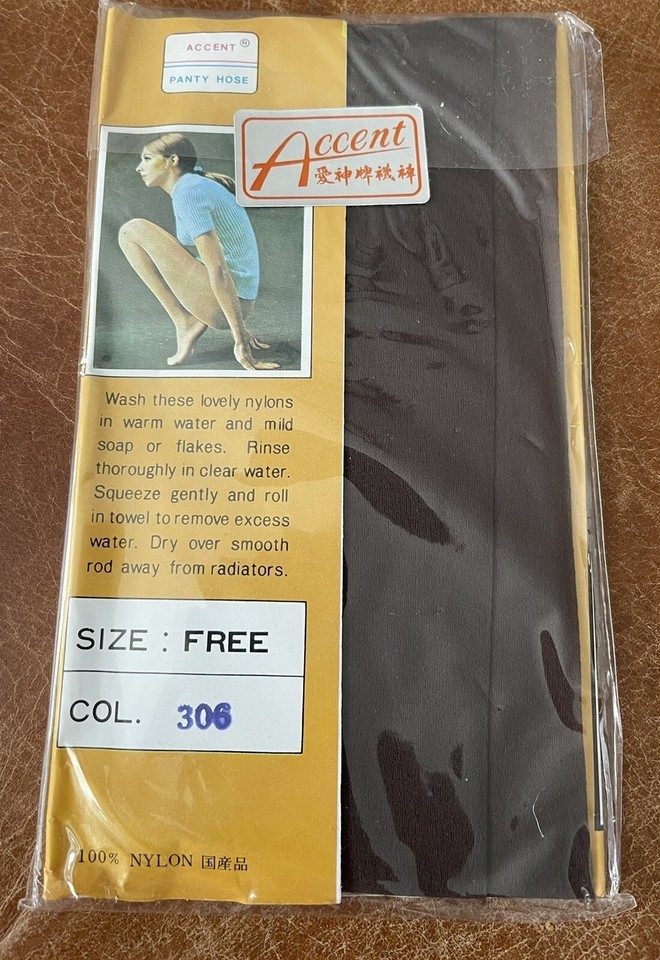 ACCENT ®
PANTY HOSE
Accent
愛神牌襪褲
Wash these lovely nylons
in warm water and mild
soap or flakes. Rinse
thoroughly in clear water.
Squeeze gently and roll
in towel to remove excess
water. Dry over smooth
rod away from radiators.
SIZE : FREE
COL. 306
100% NYLON 国産品